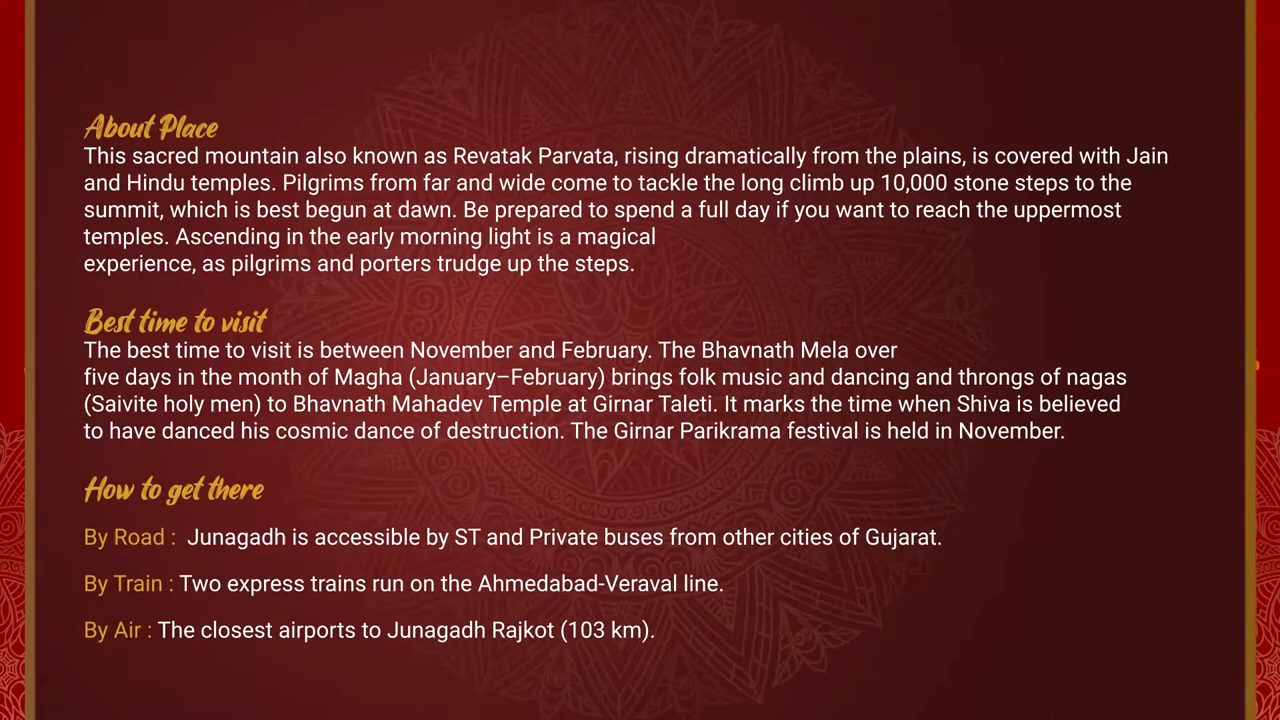 About Place
This sacred mountain also known as Revatak Parvata, rising dramatically from the plains, is covered with Jain
and Hindu temples. Pilgrims from far and wide come to tackle the long climb up 10,000 stone steps to the
summit, which is best begun at dawn. Be prepared to spend a full day if you want to reach the uppermost
temples. Ascending in the early morning light is a magical
experience, as pilgrims and porters trudge up the steps.
Best time to visit
The best time to visit is between November and February. The Bhavnath Mela over
five days in the month of Magha (January–February) brings folk music and dancing and throngs of nagas
(Saivite holy men) to Bhavnath Mahadev Temple at Girnar Taleti. It marks the time when Shiva is believed
to have danced his cosmic dance of destruction. The Girnar Parikrama festival is held in November.
How to get there
By Road : Junagadh is accessible by ST and Private buses from other cities of Gujarat.
By Train : Two express trains run on the Ahmedabad-Veraval line.
By Air : The closest airports to Junagadh Rajkot (103 km).